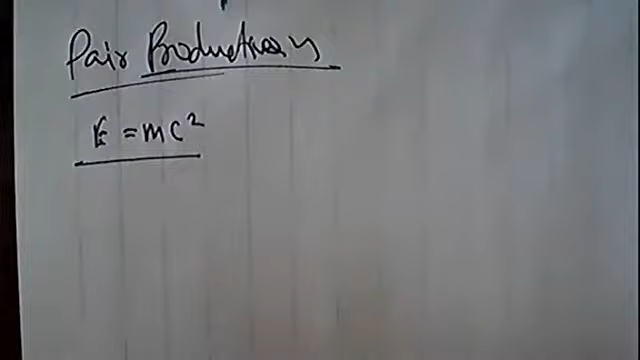 Pair Production
E = mc²